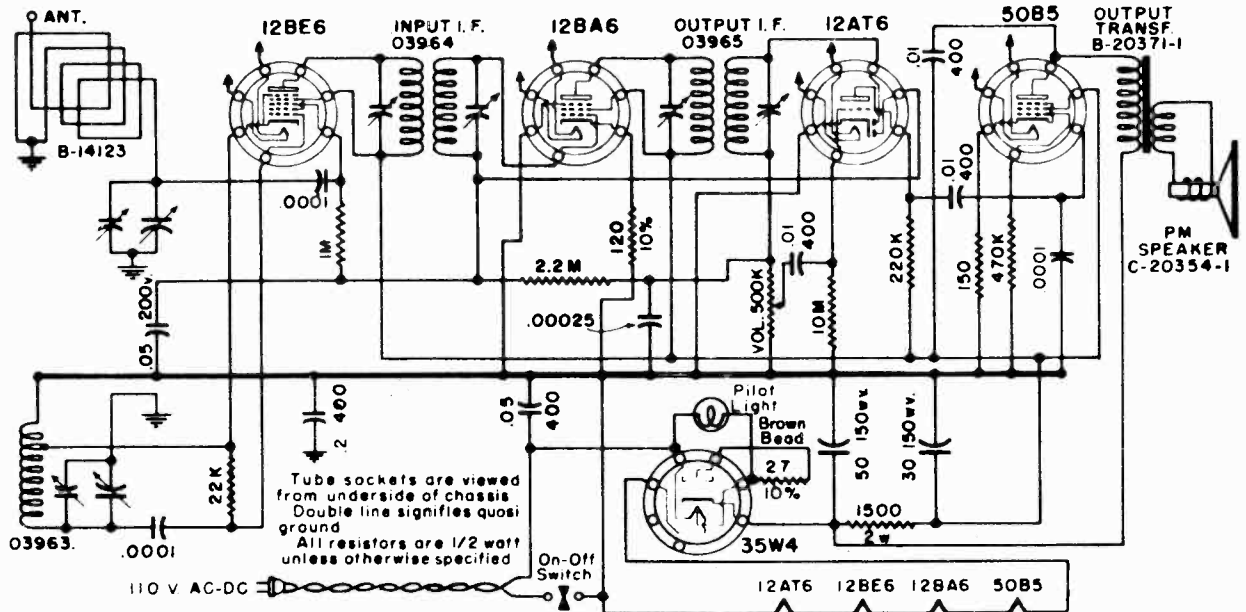 ANT.
12BE6
INPUT I.F.
03964
12BA6
OUTPUT I.F.
03965
12AT6
50B5
OUTPUT
TRANSF.
B-20371-1
.01
400
B-14123
.0001
1M
120
10%
2.2M
.00025
VOL. 500K
.01
400
10M
220K
.01
400
150
470K
.0001
PM
SPEAKER
C-20354-1
.05 200v.
.2 400
.05
400
Pilot
Light
Brown
Bead
27
10%
50 150wv.
30 150wv.
22K
03963.
.0001
Tube sockets are viewed
from underside of chassis
Double line signifies quasi
ground
All resistors are 1/2 watt
unless otherwise specified
35W4
1500
2w
110 V. AC-DC
On-Off
Switch
12AT6
12BE6
12BA6
50B5